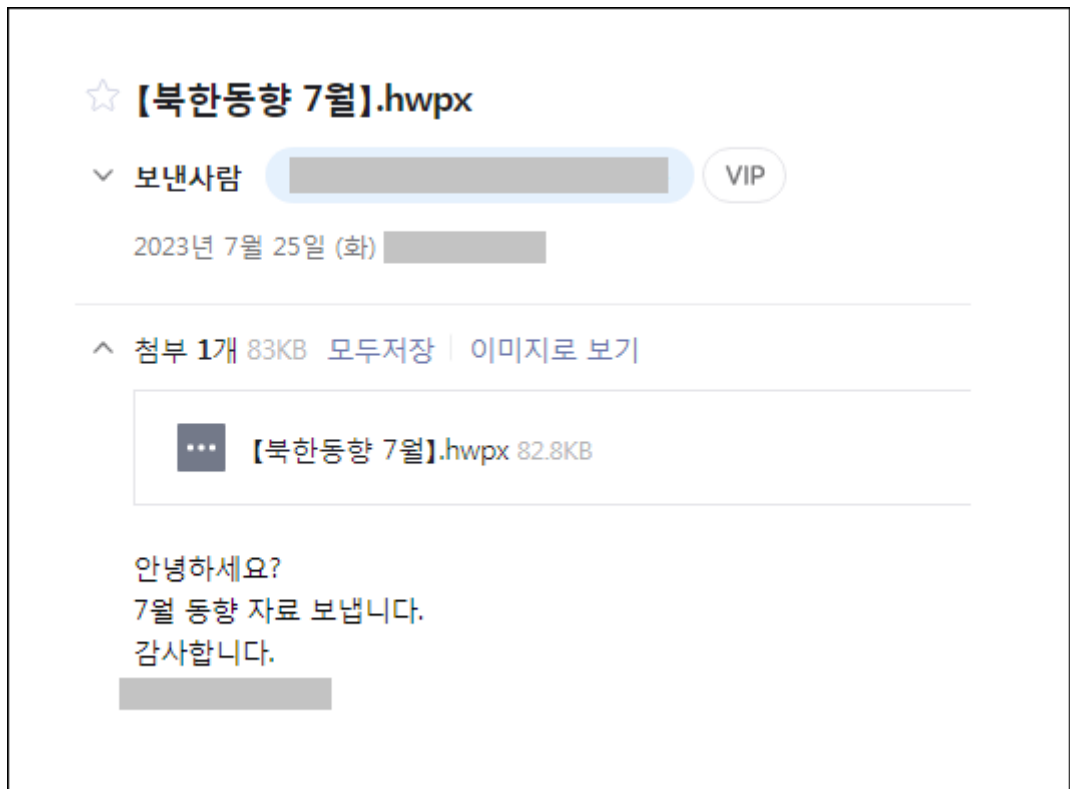 【북한동향 7월】.hwpx
보낸사람 VIP
2023년 7월 25일 (화)
첨부 1개 83KB 모두저장 이미지로 보기
【북한동향 7월】.hwpx 82.8KB
안녕하세요?
7월 동향 자료 보냅니다.
감사합니다.